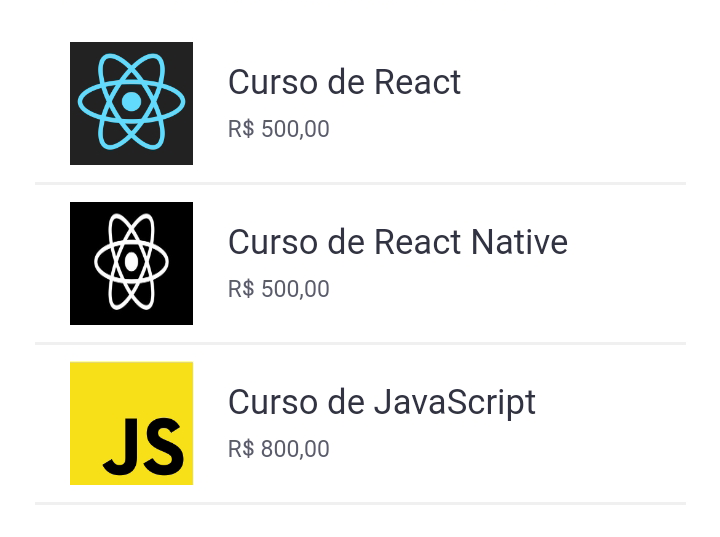 Curso de React
R$ 500,00
Curso de React Native
R$ 500,00
JS
Curso de JavaScript
R$ 800,00